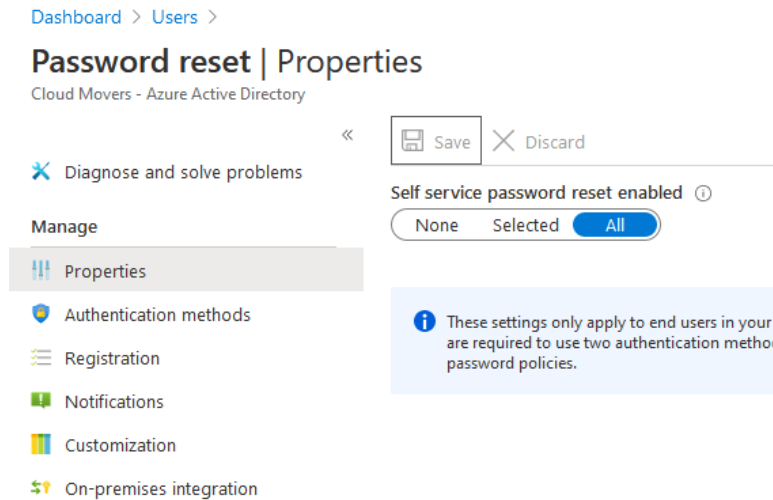 Dashboard > Users >
Password reset | Properties
Cloud Movers - Azure Active Directory
«
Diagnose and solve problems
Manage
Properties
Authentication methods
Registration
Notifications
Customization
On-premises integration
Save Discard
Self service password reset enabled
None Selected All
These settings only apply to end users in your
are required to use two authentication
password policies.